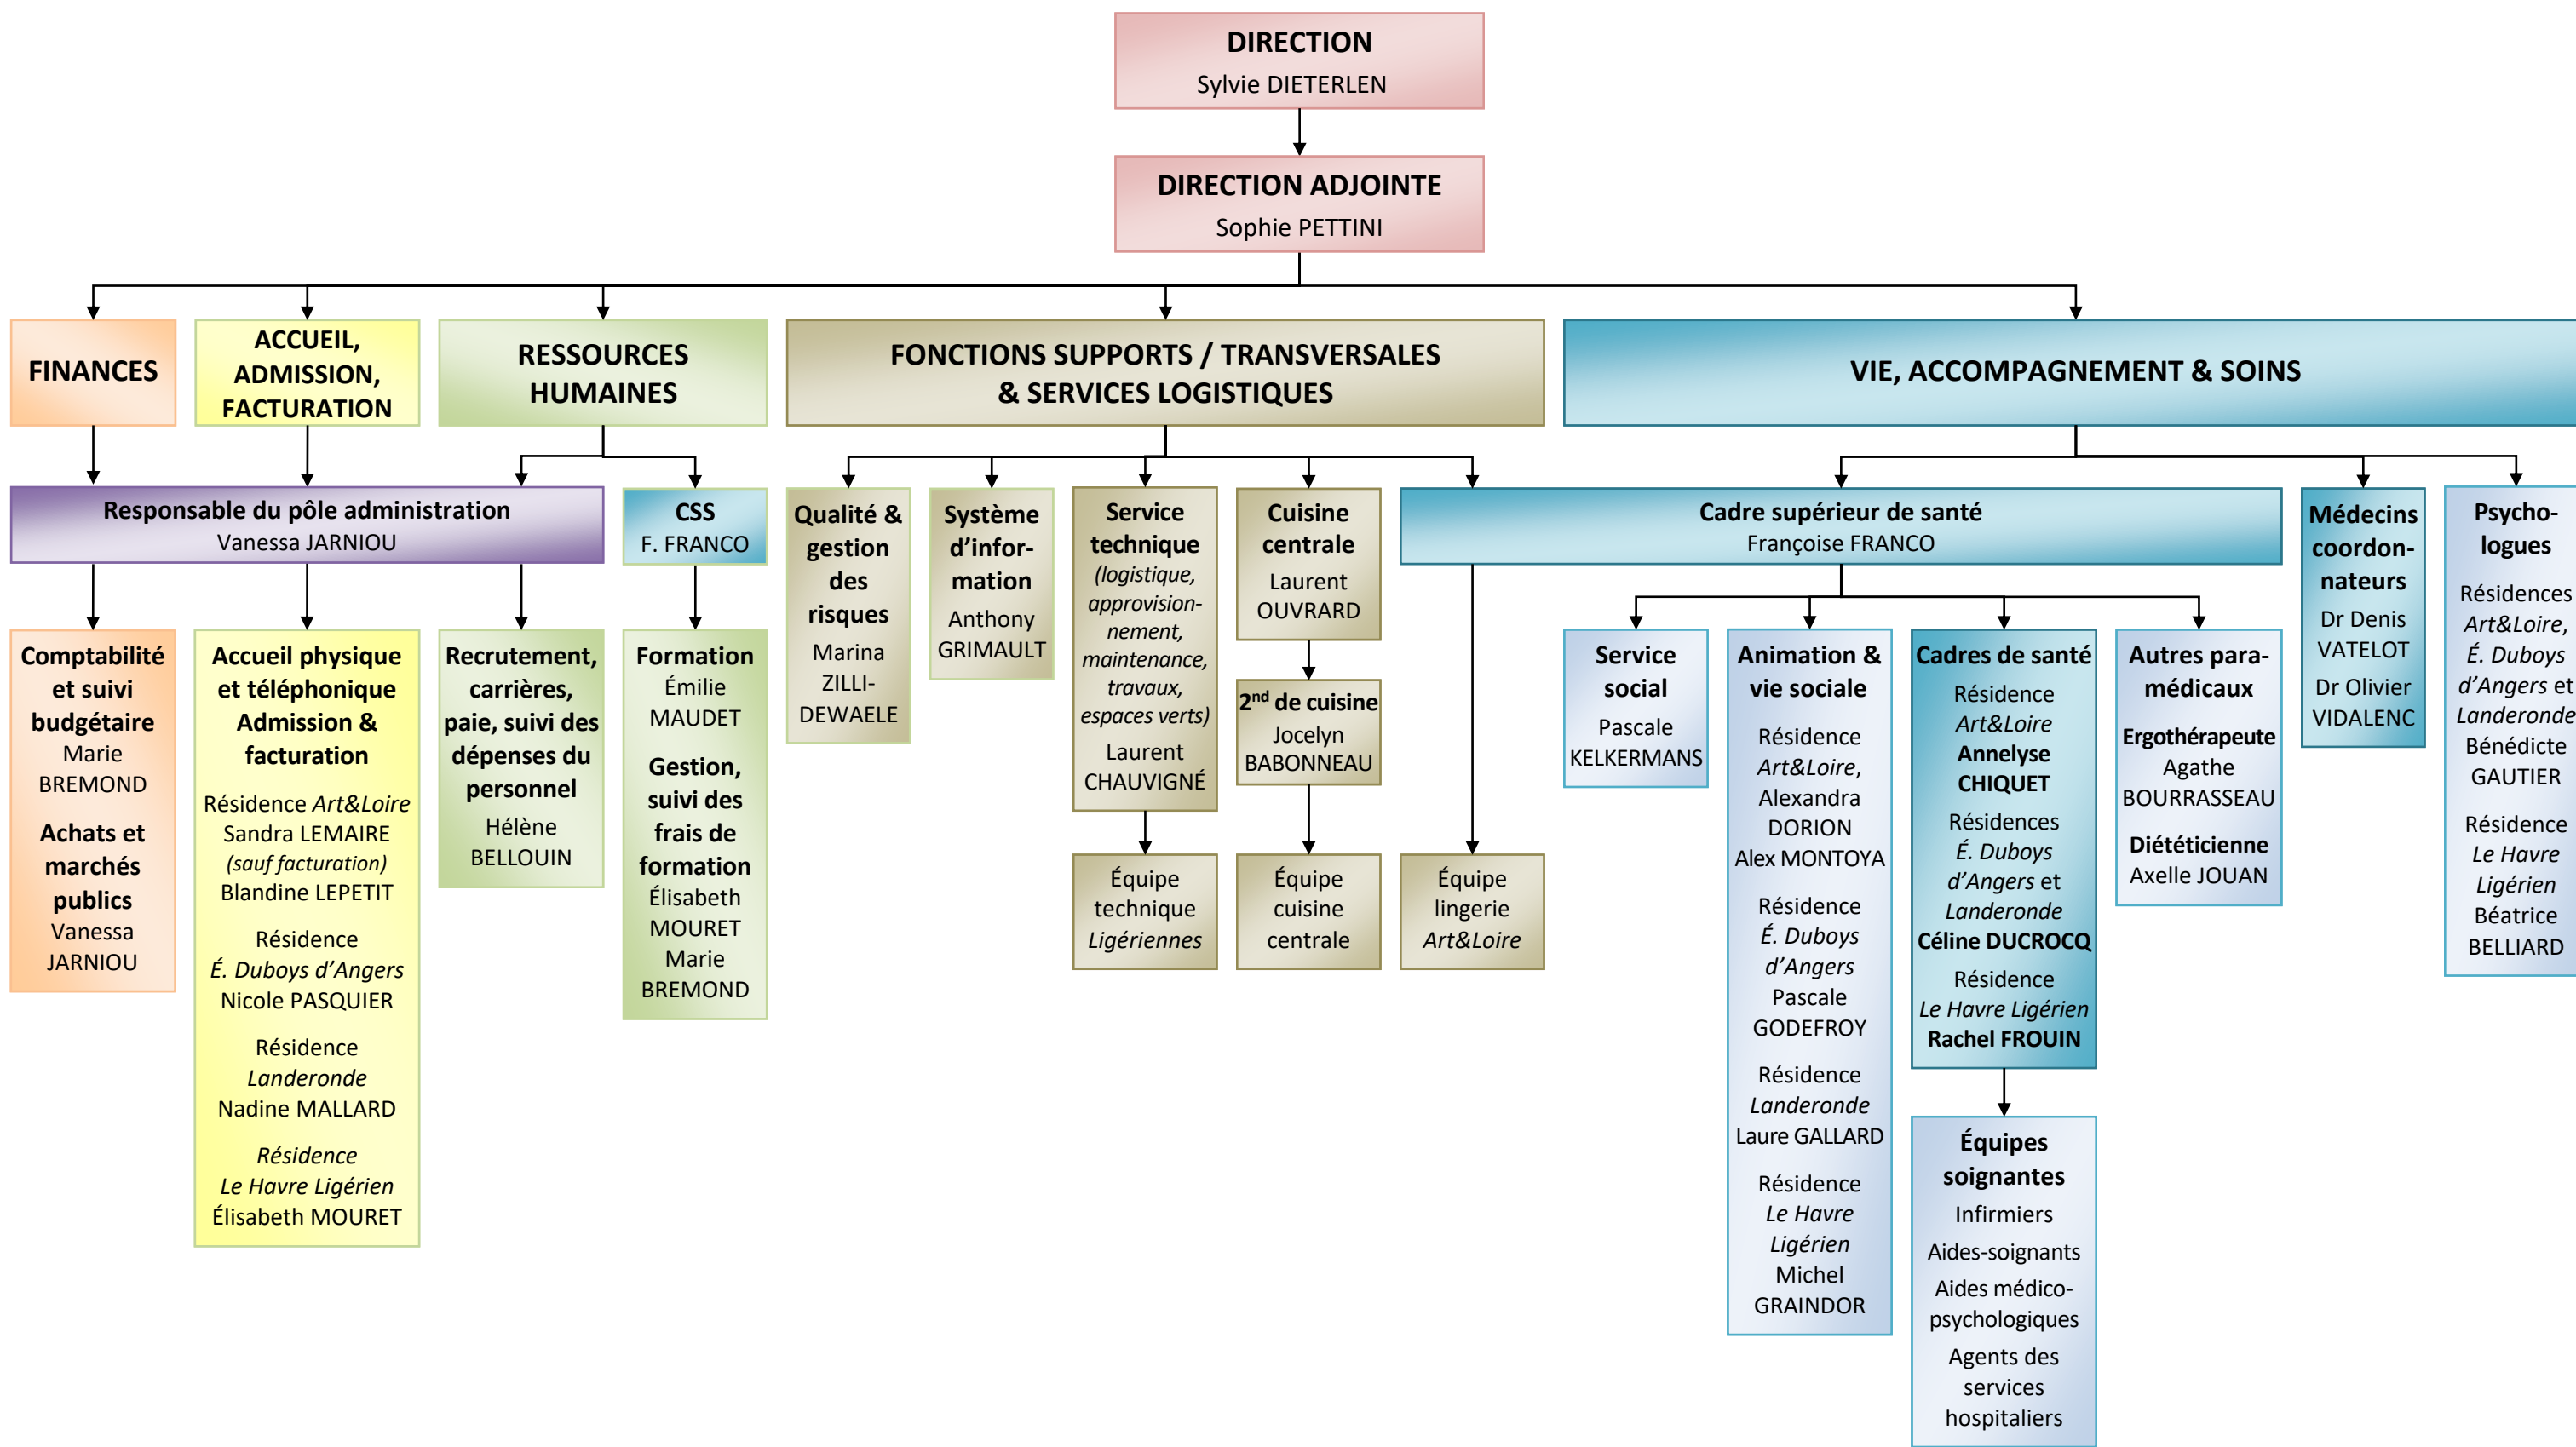 DIRECTION
Sylvie DIETERLEN
DIRECTION ADJOINTE
Sophie PETTINI
FINANCES
ACCUEIL,
ADMISSION,
FACTURATION
RESSOURCES
HUMAINES
FONCTIONS SUPPORTS / TRANSVERSALES
& SERVICES LOGISTIQUES
VIE, ACCOMPAGNEMENT & SOINS
Responsable du pôle administration
Vanessa JARNIOU
CSS
F. FRANCO
Qualité &
gestion
des
risques
Marina
ZILLI-
DEWAELE
Système
d’infor-
mation
Anthony
GRIMAULT
Service
technique
(logistique,
approvision-
nement,
maintenance,
travaux,
espaces verts)
Laurent
CHAUVIGNÉ
Cuisine
centrale
Laurent
OUVRARD
2nd de cuisine
Jocelyn
BABONNEAU
Cadre supérieur de santé
Françoise FRANCO
Médecins
coordon-
nateurs
Dr Denis
VATELOT
Dr Olivier
VIDALENC
Psycho-
logues
Résidences
Art&Loire,
É. Duboys
d’Angers et
Landeronde
Bénédicte
GAUTIER
Résidence
Le Havre
Ligérien
Béatrice
BELLIARD
Comptabilité
et suivi
budgétaire
Marie
BREMOND
Achats et
marchés
publics
Vanessa
JARNIOU
Accueil physique
et téléphonique
Admission &
facturation
Résidence Art&Loire
Sandra LEMAIRE
(sauf facturation)
Blandine LEPETIT
Résidence
É. Duboys d’Angers
Nicole PASQUIER
Résidence
Landeronde
Nadine MALLARD
Résidence
Le Havre Ligérien
Élisabeth MOURET
Recrutement,
carrières,
paie, suivi des
dépenses du
personnel
Hélène
BELLOUIN
Formation
Émilie
MAUDET
Gestion,
suivi des
frais de
formation
Élisabeth
MOURET
Marie
BREMOND
Équipe
technique
Ligériennes
Équipe
cuisine
centrale
Équipe
lingerie
Art&Loire
Service
social
Pascale
KELKERMANS
Animation &
vie sociale
Résidence
Art&Loire,
Alexandra
DORION
Alex MONTOYA
Résidence
É. Duboys
d’Angers
Pascale
GODEFROY
Résidence
Landeronde
Laure GALLARD
Résidence
Le Havre
Ligérien
Michel
GRAINDOR
Cadres de santé
Résidence
Art&Loire
Annelyse
CHIQUET
Résidences
É. Duboys
d’Angers et
Landeronde
Céline DUCROCQ
Résidence
Le Havre Ligérien
Rachel FROUIN
Autres para-
médicaux
Ergothérapeute
Agathe
BOURRASSEAU
Diététicienne
Axelle JOUAN
Équipes
soignantes
Infirmiers
Aides-soignants
Aides médico-
psychologiques
Agents des
services
hospitaliers